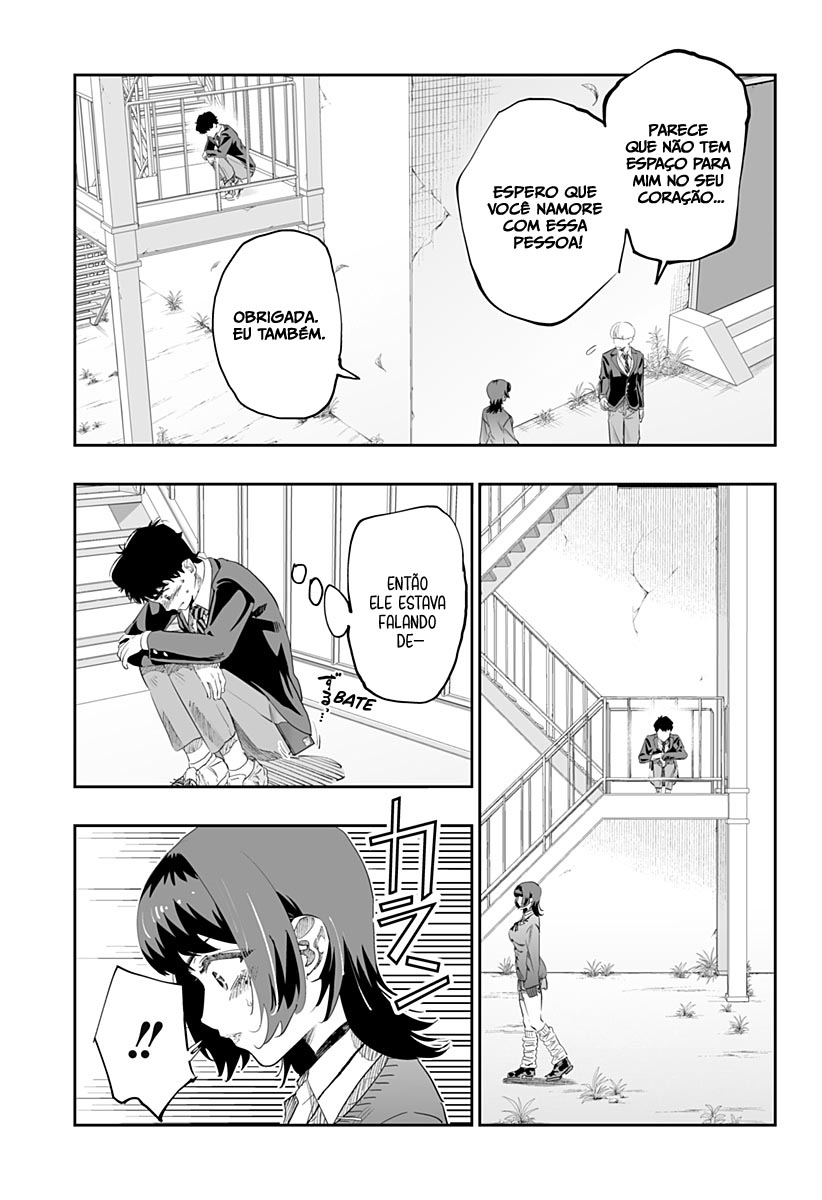 PARECE
QUE NÃO TEM
ESPAÇO PARA
MIM NO SEU
CORAÇÃO...
ESPERO QUE
VOCÊ NAMORE
COM ESSA
PESSOA!
OBRIGADA.
EU TAMBÉM.
ENTÃO
ELE ESTAVA
FALANDO
DE–
BATE
カラン
!!